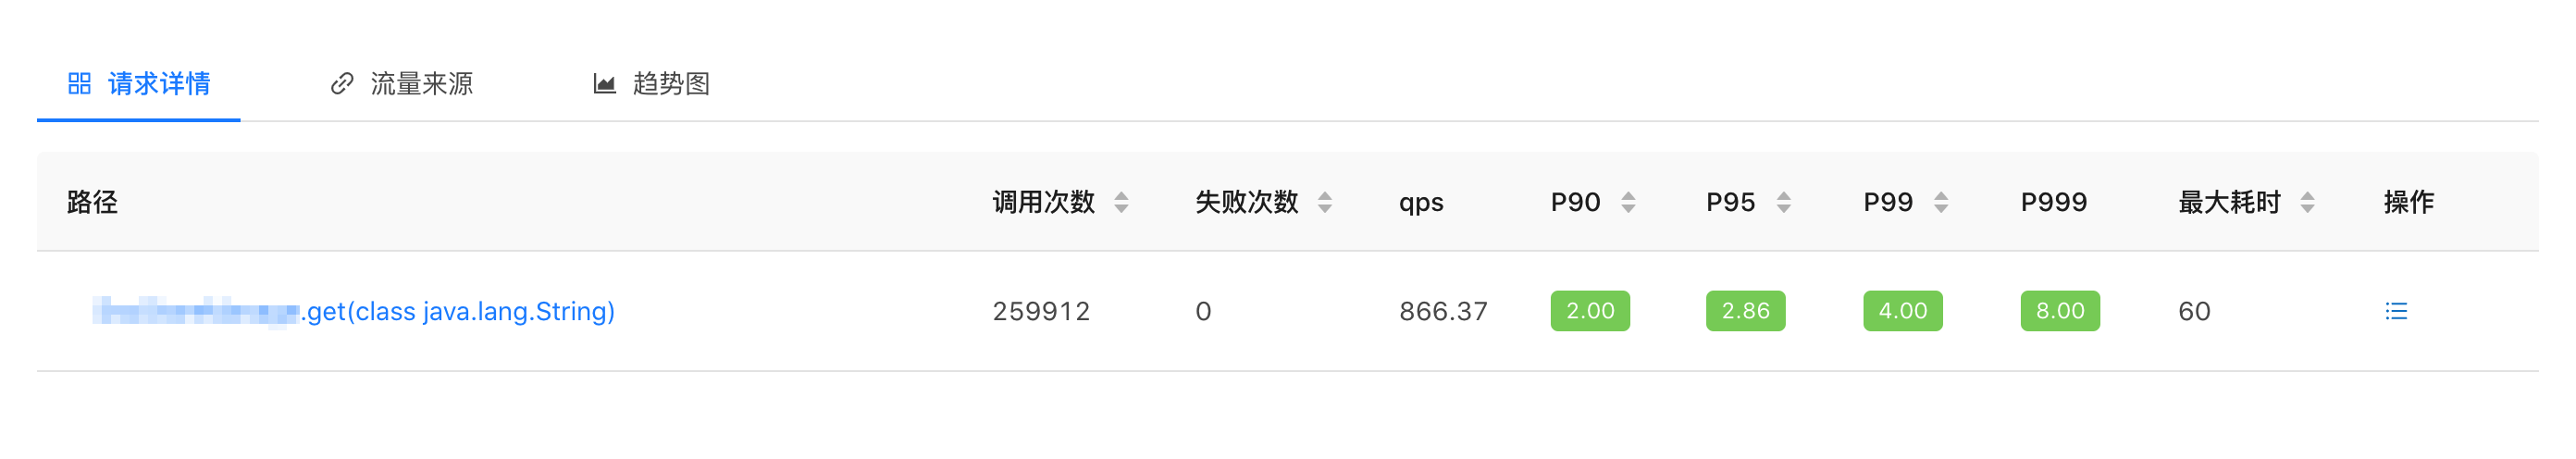 请求详情 流量来源 趋势图
路径 调用次数 失败次数 qps P90 P95 P99 P999 最大耗时 操作
.get(class java.lang.String) 259912 0 866.37 2.00 2.86 4.00 8.00 60